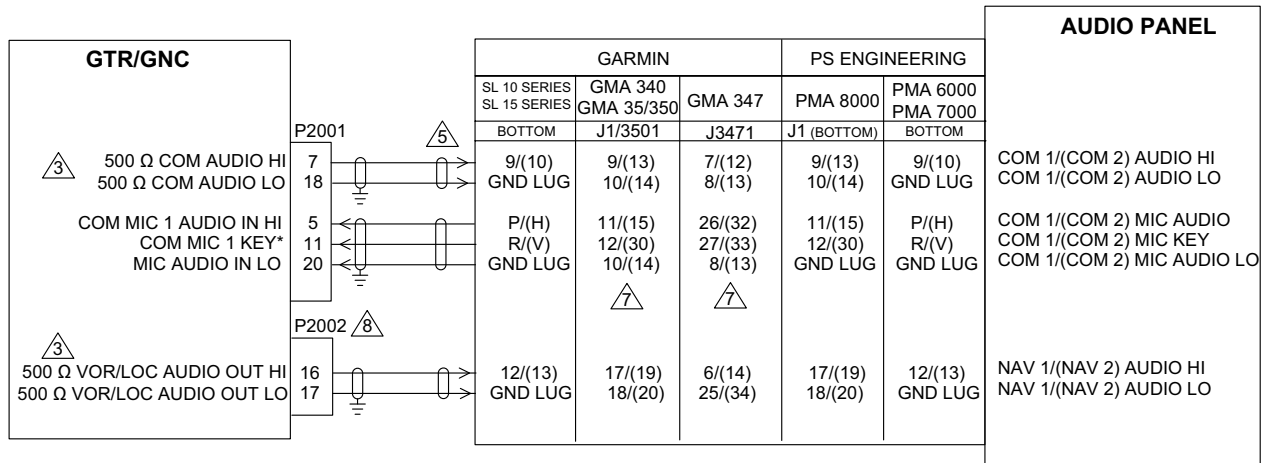 AUDIO PANEL
GTR/GNC
GARMIN PS ENGINEERING
SL 10 SERIES SL 15 SERIES GMA 340 GMA 35/350 GMA 347 PMA 8000 PMA 6000 PMA 7000
P2001 5 BOTTOM J1/3501 J3471 J1 (BOTTOM) BOTTOM
3 500 Ω COM AUDIO HI 7 9/(10) 9/(13) 7/(12) 9/(13) 9/(10) COM 1/(COM 2) AUDIO HI
500 Ω COM AUDIO LO 18 GND LUG 10/(14) 8/(13) 10/(14) GND LUG COM 1/(COM 2) AUDIO LO
COM MIC 1 AUDIO IN HI 5 P/(H) 11/(15) 26/(32) 11/(15) P/(H) COM 1/(COM 2) MIC AUDIO
COM MIC 1 KEY* 11 R/(V) 12/(30) 27/(33) 12/(30) R/(V) COM 1/(COM 2) MIC KEY
MIC AUDIO IN LO 20 GND LUG 10/(14) 8/(13) GND LUG GND LUG COM 1/(COM 2) MIC AUDIO LO
7 7
P2002 8
3
500 Ω VOR/LOC AUDIO OUT HI 16 12/(13) 17/(19) 6/(14) 17/(19) 12/(13) NAV 1/(NAV 2) AUDIO HI
500 Ω VOR/LOC AUDIO OUT LO 17 GND LUG 18/(20) 25/(34) 18/(20) GND LUG NAV 1/(NAV 2) AUDIO LO